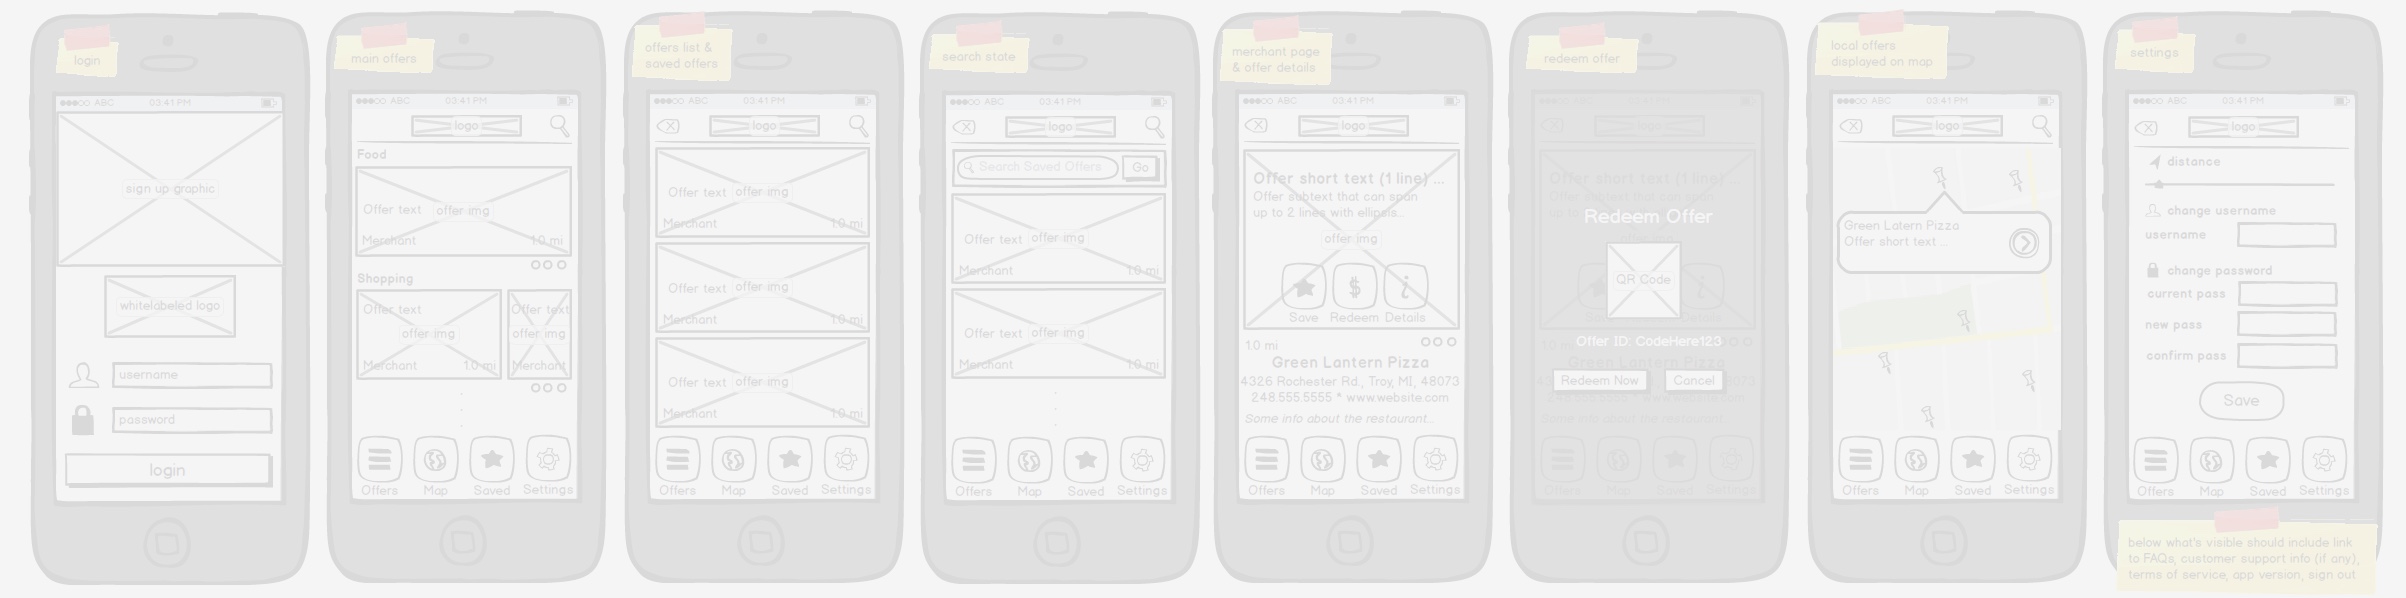 login
●●●○○ ABC 03:41 PM
sign up graphic
whitelabeled logo
username
password
login
main offers
●●●○○ ABC 03:41 PM
logo
Food
Offer text offer img
Merchant 1.0 mi
Shopping
Offer text Offer text
offer img offer img
Merchant 1.0 mi Merchant
Offers Map Saved Settings
offers list &
saved offers
●●●○○ ABC 03:41 PM
logo
Offer text offer img
Merchant 1.0 mi
Offer text offer img
Merchant 1.0 mi
Offer text offer img
Merchant 1.0 mi
Offers Map Saved Settings
search state
●●●○○ ABC 03:41 PM
logo
Search Saved Offers Go
Offer text offer img
Merchant 1.0 mi
Offer text offer img
Merchant 1.0 mi
Offers Map Saved Settings
merchant page
& offer details
●●●○○ ABC 03:41 PM
logo
Offer short text (1 line) ...
Offer subtext that can span
up to 2 lines with ellipsis...
offer img
$ i
Save Redeem Details
1.0 mi
Green Lantern Pizza
4326 Rochester Rd., Troy, MI, 48073
248.555.5555 * www.website.com
Some info about the restaurant...
Offers Map Saved Settings
redeem offer
●●●○○ ABC 03:41 PM
logo
Offer short text (1 line) ...
Offer subtext that can span
Redeem Offer
QR Code
Offer ID: CodeHere123
Green Lantern Pizza
Redeem Now Cancel
Some info about the restaurant...
Offers Map Saved Settings
local offers
displayed on map
●●●○○ ABC 03:41 PM
logo
Green Latern Pizza
Offer short text ...
Offers Map Saved Settings
settings
●●●○○ ABC 03:41 PM
logo
distance
change username
username
change password
current pass
new pass
confirm pass
Save
Offers Map Saved Settings
below what's visible should include link
to FAQs, customer support info (if any),
terms of service, app version, sign out